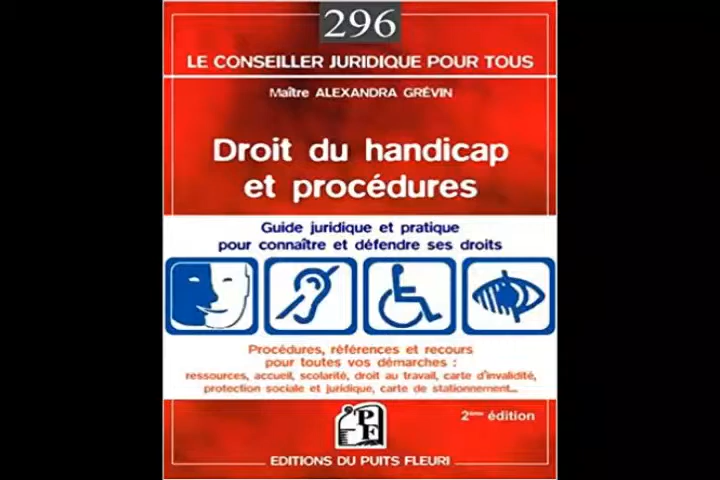 296
LE CONSEILLER JURIDIQUE POUR TOUS
Maître ALEXANDRA GRÉVIN
Droit du handicap
et procédures
Guide juridique et pratique
pour connaître et défendre ses droits
Procédures, références et recours
pour toutes vos démarches :
ressources, accueil, scolarité, droit au travail, carte d'invalidité,
protection sociale et juridique, carte de stationnement...
PF
2ème édition
EDITIONS DU PUITS FLEURI